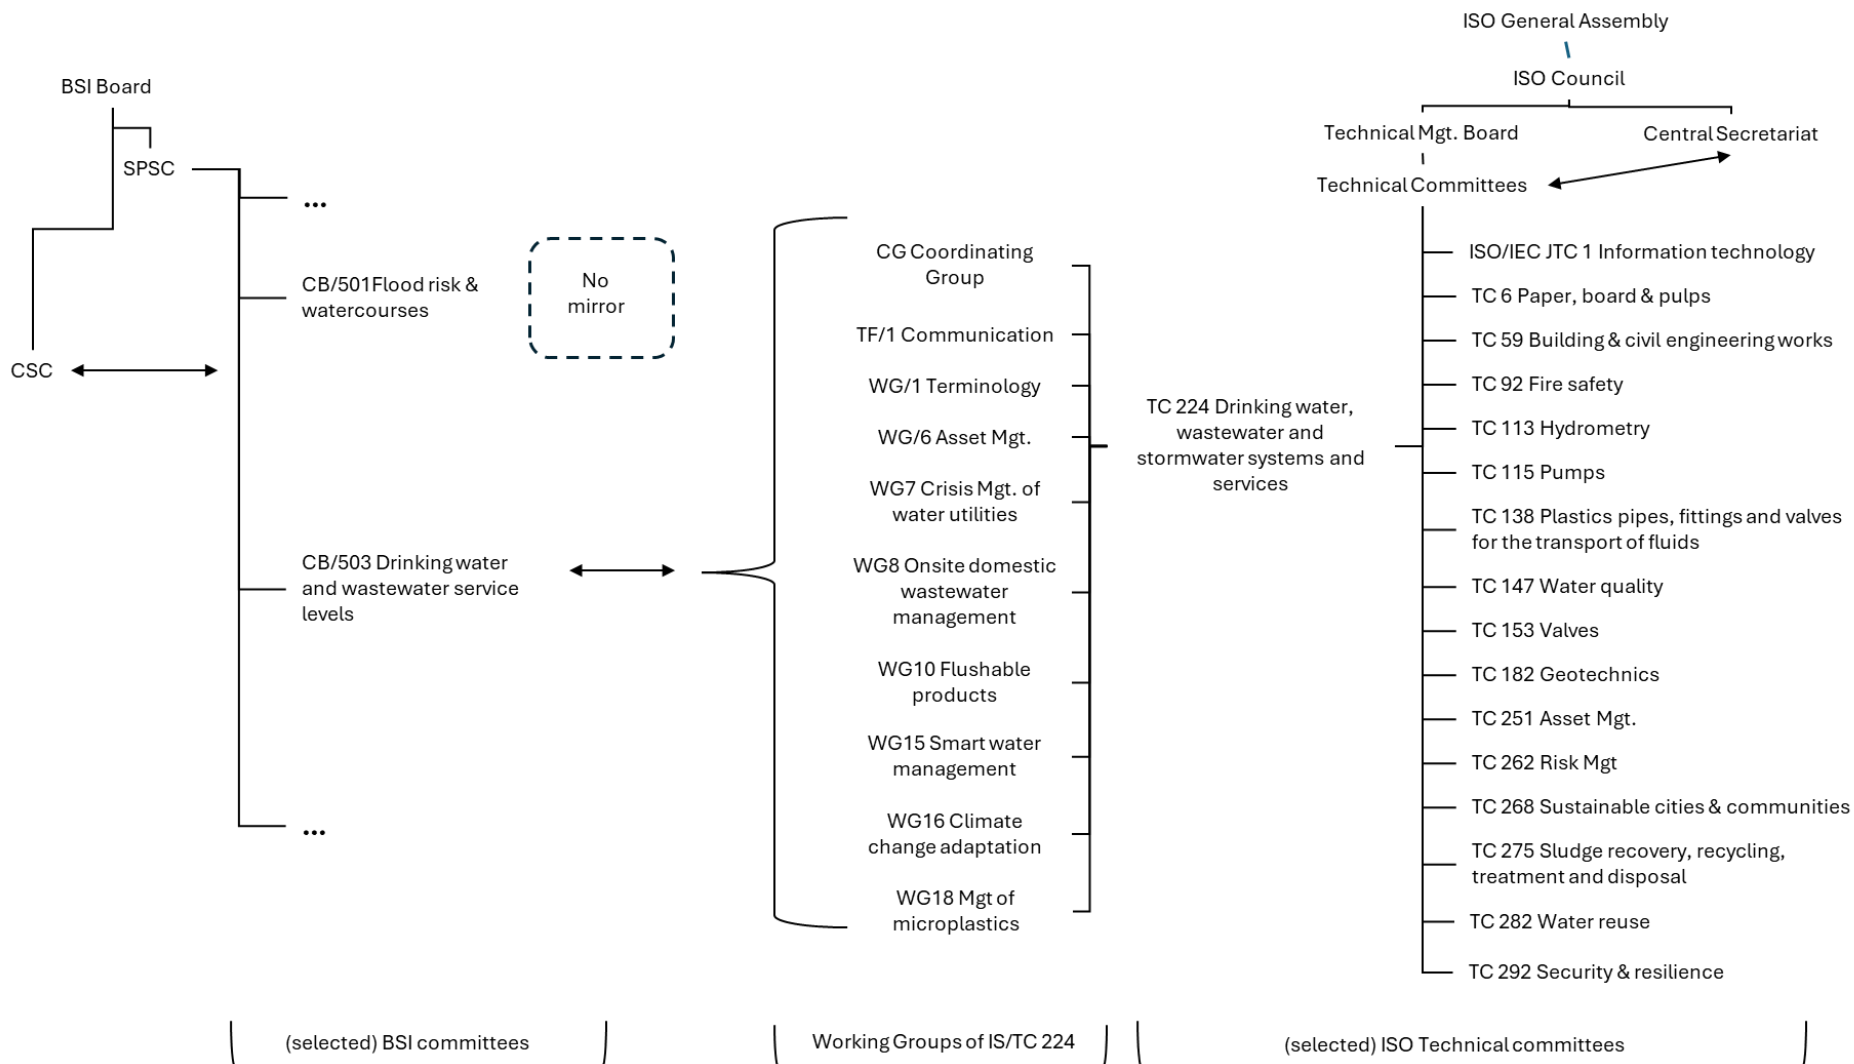 ISO General Assembly
ISO Council
Technical Mgt. Board
Central Secretariat
Technical Committees
BSI Board
SPSC
CSC
...
CB/501Flood risk &
watercourses
No
mirror
CB/503 Drinking water
and wastewater service
levels
...
CG Coordinating
Group
TF/1 Communication
WG/1 Terminology
WG/6 Asset Mgt.
WG7 Crisis Mgt. of
water utilities
WG8 Onsite domestic
wastewater
management
WG10 Flushable
products
WG15 Smart water
management
WG16 Climate
change adaptation
WG18 Mgt of
microplastics
TC 224 Drinking water,
wastewater and
stormwater systems and
services
ISO/IEC JTC 1 Information technology
TC 6 Paper, board & pulps
TC 59 Building & civil engineering works
TC 92 Fire safety
TC 113 Hydrometry
TC 115 Pumps
TC 138 Plastics pipes, fittings and valves
for the transport of fluids
TC 147 Water quality
TC 153 Valves
TC 182 Geotechnics
TC 251 Asset Mgt.
TC 262 Risk Mgt
TC 268 Sustainable cities & communities
TC 275 Sludge recovery, recycling,
treatment and disposal
TC 282 Water reuse
TC 292 Security & resilience
(selected) BSI committees
Working Groups of IS/TC 224
(selected) ISO Technical committees